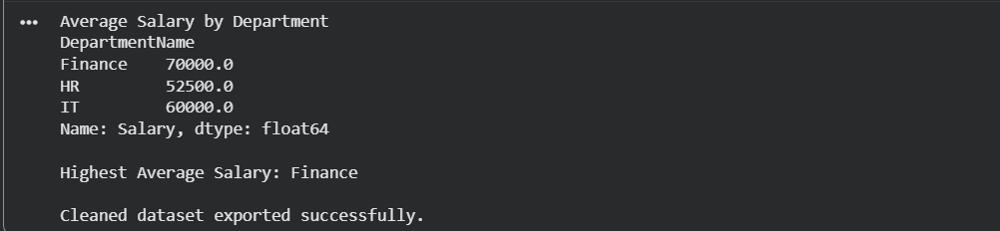 Average Salary by Department
DepartmentName
Finance    70000.0
HR         52500.0
IT         60000.0
Name: Salary, dtype: float64
Highest Average Salary: Finance
Cleaned dataset exported successfully.